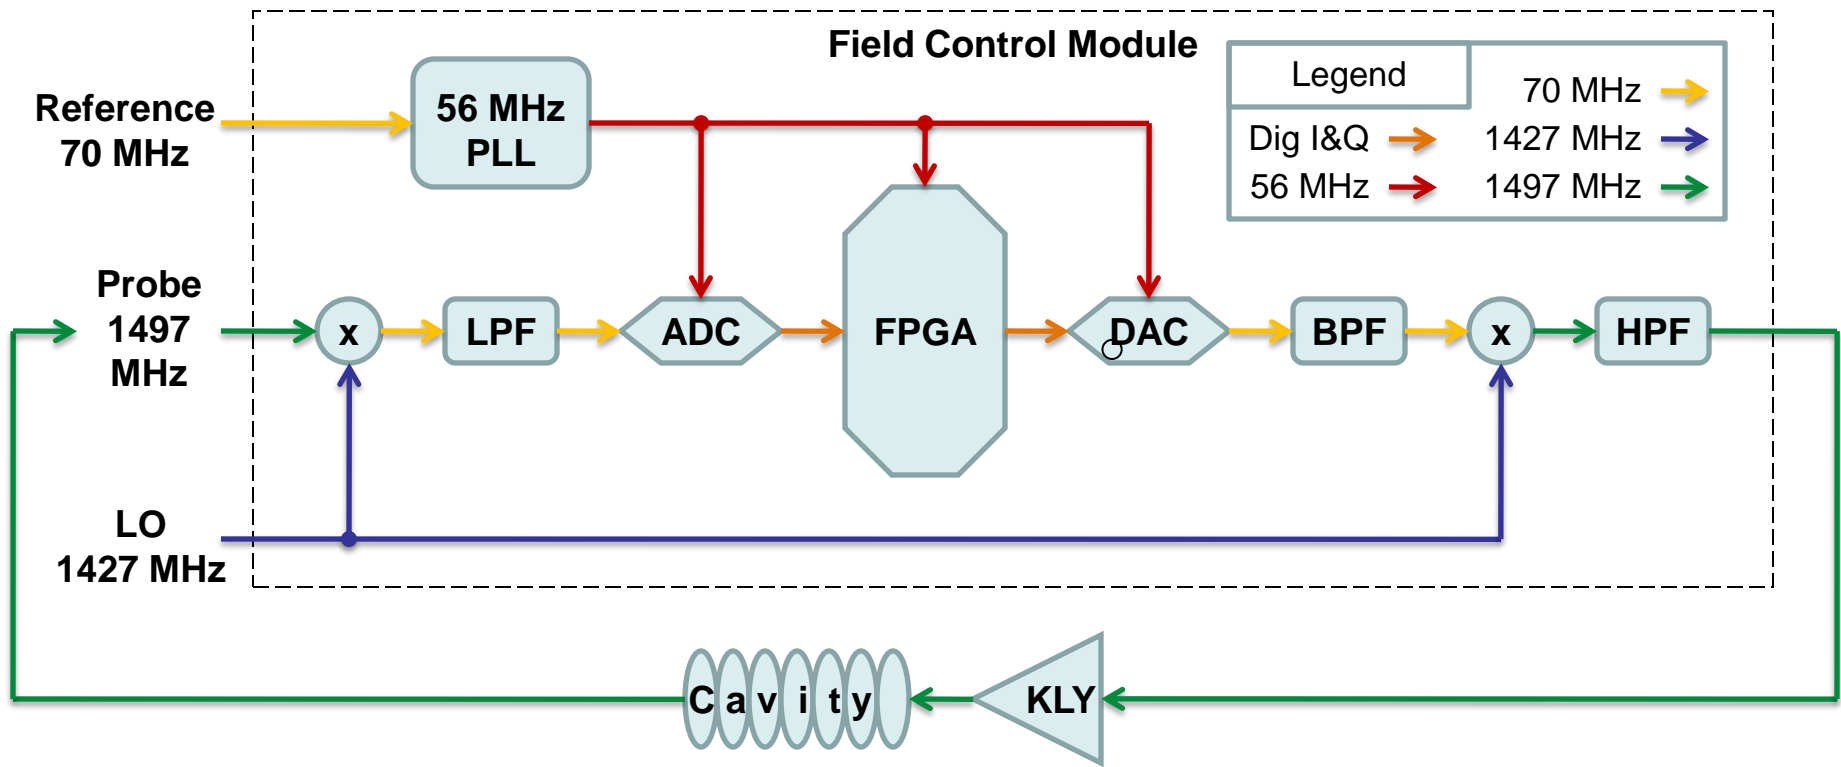 Field Control Module
Legend
70 MHz
Dig I&Q
1427 MHz
56 MHz
1497 MHz
Reference
70 MHz
56 MHz
PLL
Probe
1497
MHz
x
LPF
ADC
FPGA
DAC
BPF
x
HPF
LO
1427 MHz
Cavity
KLY